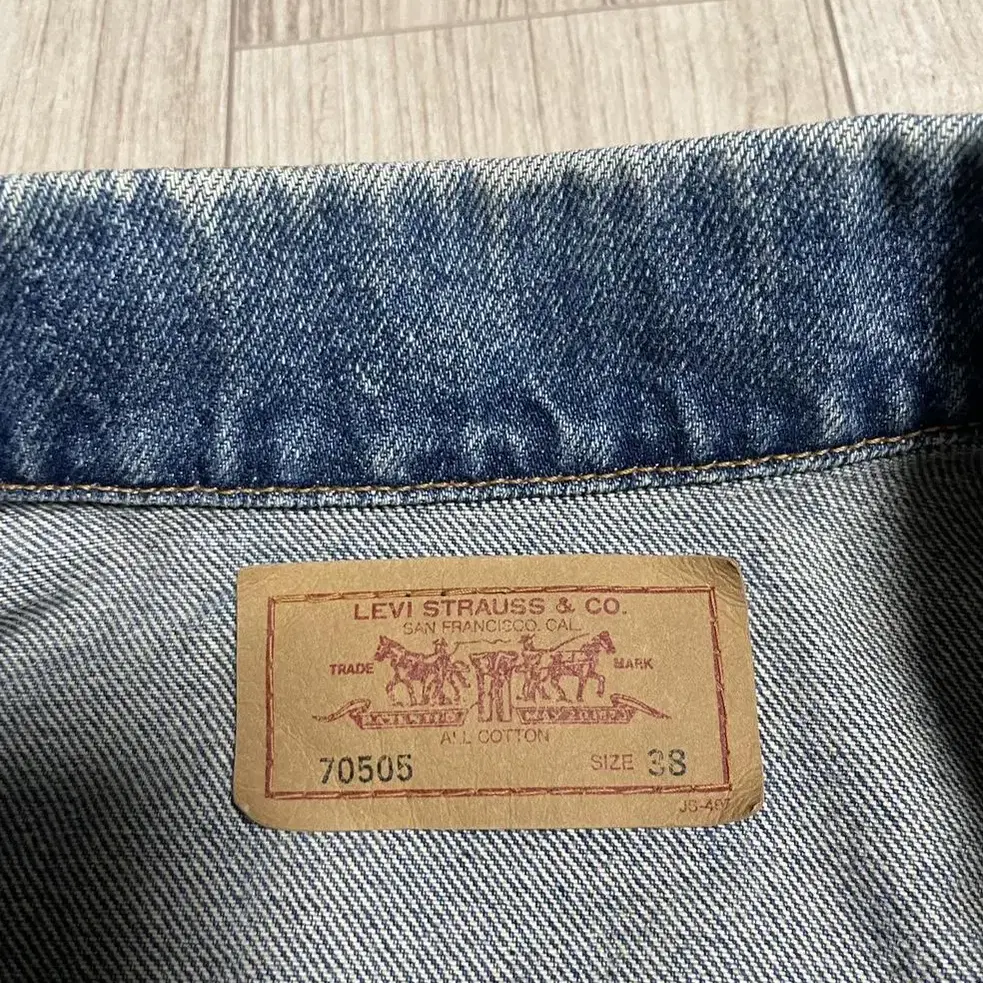 LEVI STRAUSS & CO.
SAN FRANCISCO, CAL.
TRADE MARK
ALL COTTON
70505 SIZE 38